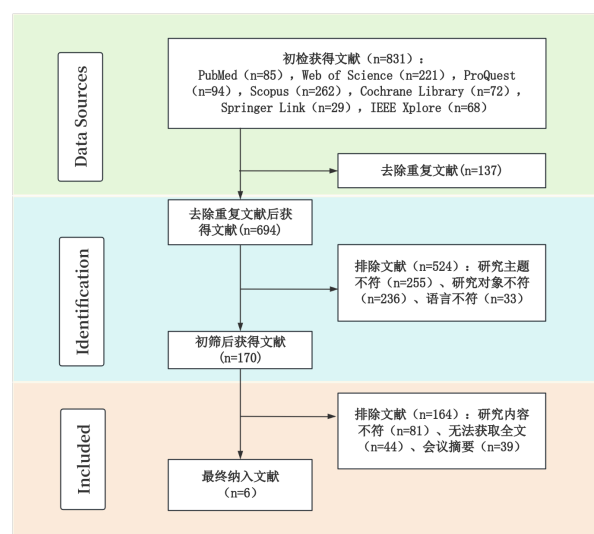 Data Sources
初检获得文献（n=831）：
PubMed（n=85），Web of Science（n=221），ProQuest
（n=94），Scopus（n=262），Cochrane Library（n=72），
Springer Link（n=29），IEEE Xplore（n=68）
去除重复文献(n=137)
Identification
去除重复文献后获
得文献(n=694)
排除文献（n=524）：研究主题
不符（n=255）、研究对象不符
（n=236）、语言不符（n=33）
初筛后获得文献
(n=170)
Included
排除文献（n=164）：研究内容
不符（n=81）、无法获取全文
（n=44）、会议摘要（n=39）
最终纳入文献
（n=6）